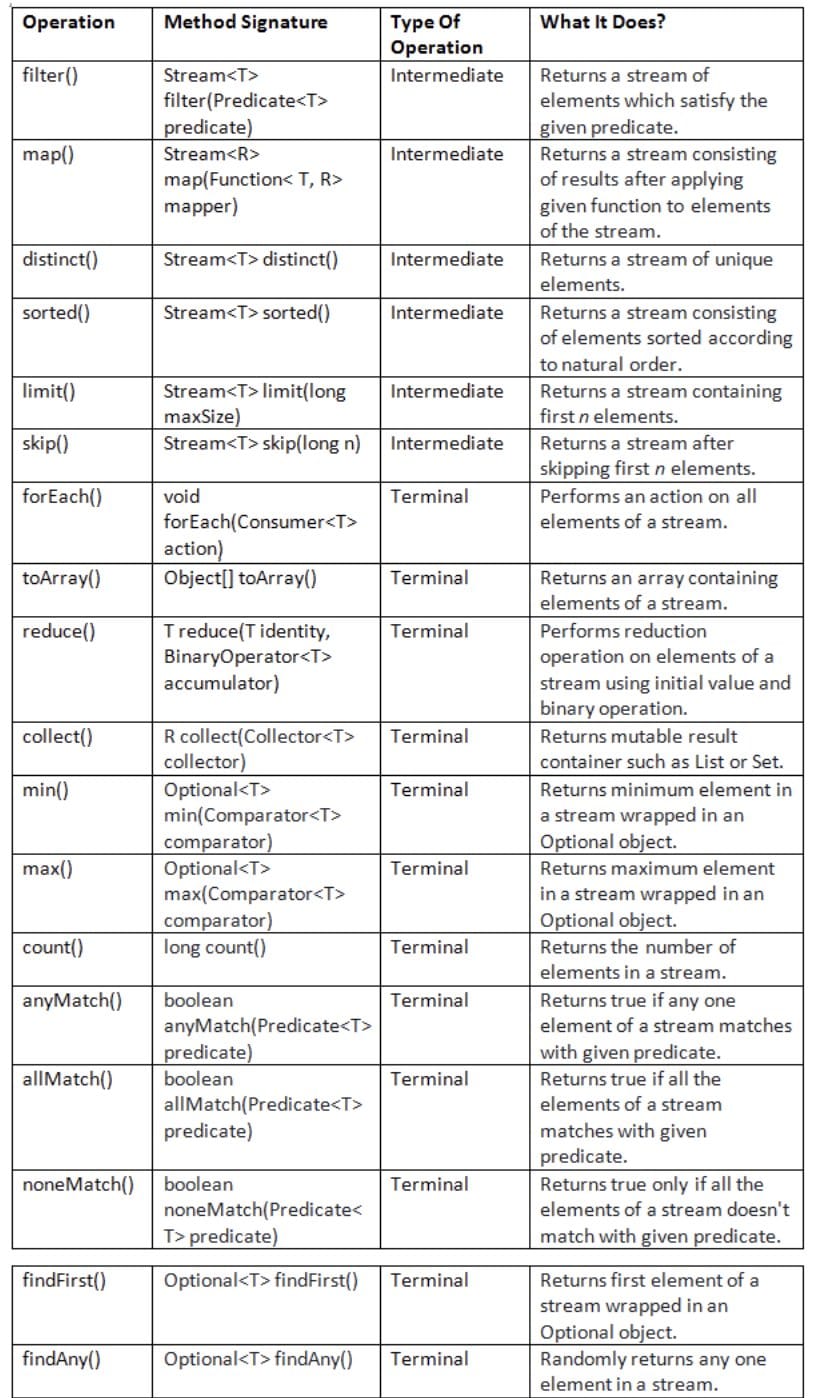 Operation Method Signature Type Of What It Does?
Operation
filter() Stream<T> Intermediate Returns a stream of
filter(Predicate<T> elements which satisfy the
predicate) given predicate.
map() Stream<R> Intermediate Returns a stream consisting
map(Function< T, R> of results after applying
mapper) given function to elements
of the stream.
distinct() Stream<T> distinct() Intermediate Returns a stream of unique
elements.
sorted() Stream<T> sorted() Intermediate Returns a stream consisting
of elements sorted according
to natural order.
limit() Stream<T> limit(long Intermediate Returns a stream containing
maxSize) first n elements.
skip() Stream<T> skip(long n) Intermediate Returns a stream after
skipping first n elements.
forEach() void Terminal Performs an action on all
forEach(Consumer<T> elements of a stream.
action)
toArray() Object[] toArray() Terminal Returns an array containing
elements of a stream.
reduce() T reduce(T identity, Terminal Performs reduction
BinaryOperator<T> operation on elements of a
accumulator) stream using initial value and
binary operation.
collect() R collect(Collector<T> Terminal Returns mutable result
collector) container such as List or Set.
min() Optional<T> Terminal Returns minimum element in
min(Comparator<T> a stream wrapped in an
comparator) Optional object.
max() Optional<T> Terminal Returns maximum element
max(Comparator<T> in a stream wrapped in an
comparator) Optional object.
count() long count() Terminal Returns the number of
elements in a stream.
anyMatch() boolean Terminal Returns true if any one
anyMatch(Predicate<T> element of a stream matches
predicate) with given predicate.
allMatch() boolean Terminal Returns true if all the
allMatch(Predicate<T> elements of a stream
predicate) matches with given
predicate.
noneMatch() boolean Terminal Returns true only if all the
noneMatch(Predicate< elements of a stream doesn't
T> predicate) match with given predicate.
findFirst() Optional<T> findFirst() Terminal Returns first element of a
stream wrapped in an
Optional object.
findAny() Optional<T> findAny() Terminal Randomly returns any one
element in a stream.